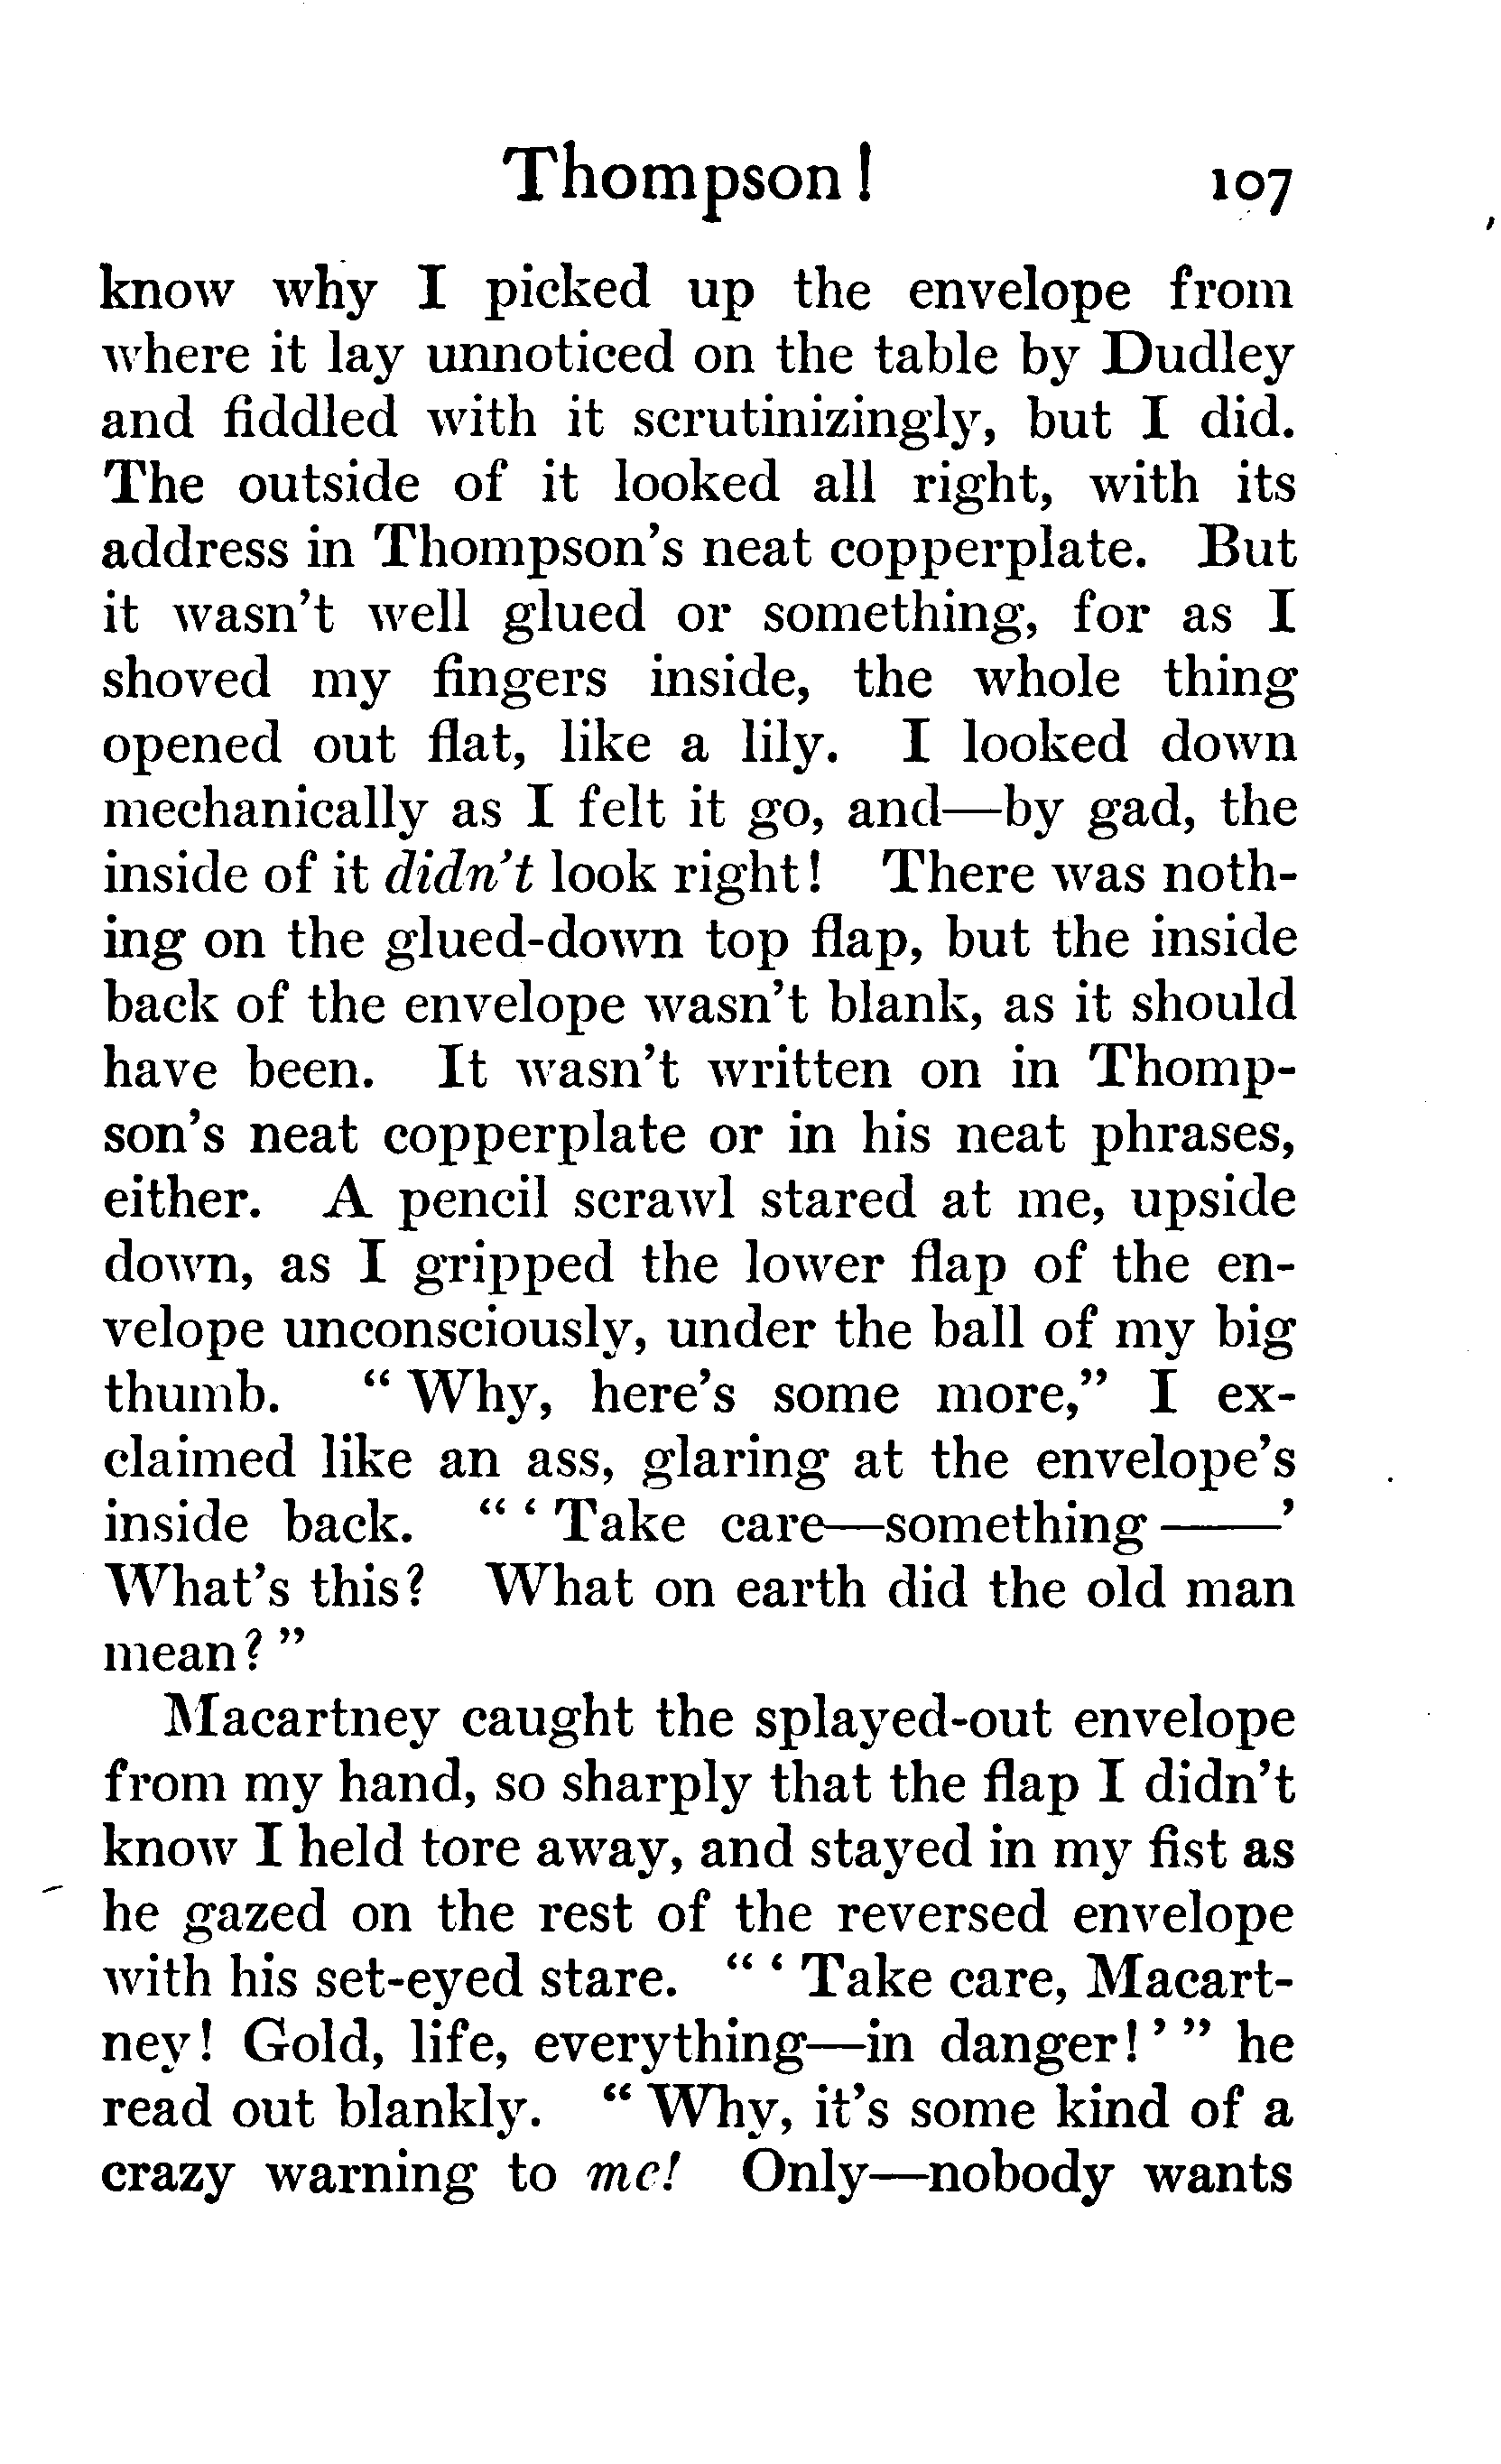 Thompson! 107
know why I picked up the envelope from
where it lay unnoticed on the table by Dudley
and fiddled with it scrutinizingly, but I did.
The outside of it looked all right, with its
address in Thompson's neat copperplate. But
it wasn't well glued or something, for as I
shoved my fingers inside, the whole thing
opened out flat, like a lily. I looked down
mechanically as I felt it go, and—by gad, the
inside of it didn't look right! There was noth-
ing on the glued-down top flap, but the inside
back of the envelope wasn't blank, as it should
have been. It wasn't written on in Thomp-
son's neat copperplate or in his neat phrases,
either. A pencil scrawl stared at me, upside
down, as I gripped the lower flap of the en-
velope unconsciously, under the ball of my big
thumb. "Why, here's some more," I ex-
claimed like an ass, glaring at the envelope's
inside back. "'Take care—something——'
What's this? What on earth did the old man
mean?"
Macartney caught the splayed-out envelope
from my hand, so sharply that the flap I didn't
know I held tore away, and stayed in my fist as
he gazed on the rest of the reversed envelope
with his set-eyed stare. "'Take care, Macart-
ney! Gold, life, everything—in danger!'" he
read out blankly. "Why, it's some kind of a
crazy warning to me! Only—nobody wants